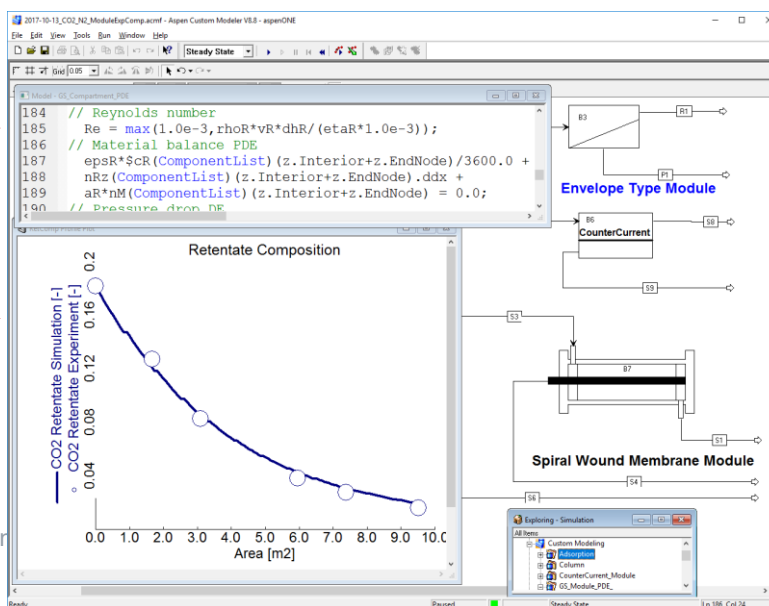 2017-10-13_CO2_N2_ModuleExpComp.acmf - Aspen Custom Modeler V8.8 - aspenONE
File Edit View Tools Run Window Help
Steady State
Grid 0.05
Model - GS_Compartment_PDE
184 // Reynolds number
185 Re = max(1.0e-3,rhoR*vR*dhR/(etaR*1.0e-3));
186 // Material balance PDE
187 epsR*$cR(ComponentList)(z.Interior+z.EndNode)/3600.0 +
188 nRz(ComponentList)(z.Interior+z.EndNode).ddx +
189 aR*nM(ComponentList)(z.Interior+z.EndNode) = 0.0;
190 // Pressure drop DE
Retentate Composition
CO2 Retentate Simulation [-]
CO2 Retentate Experiment [-]
0.2
0.16
0.12
0.08
0.04
0.0 1.0 2.0 3.0 4.0 5.0 6.0 7.0 8.0 9.0 10.0
Area [m2]
B3
R1
P1
Envelope Type Module
B6
CounterCurrent
S8
S9
S3
B7
S1
Spiral Wound Membrane Module
S4
S6
Exploring - Simulation
All Items
Custom Modeling
Adsorption
Column
CounterCurrent_Module
GS_Module_PDE_
Ready
Paused
Steady State
Ln 186, Col 24